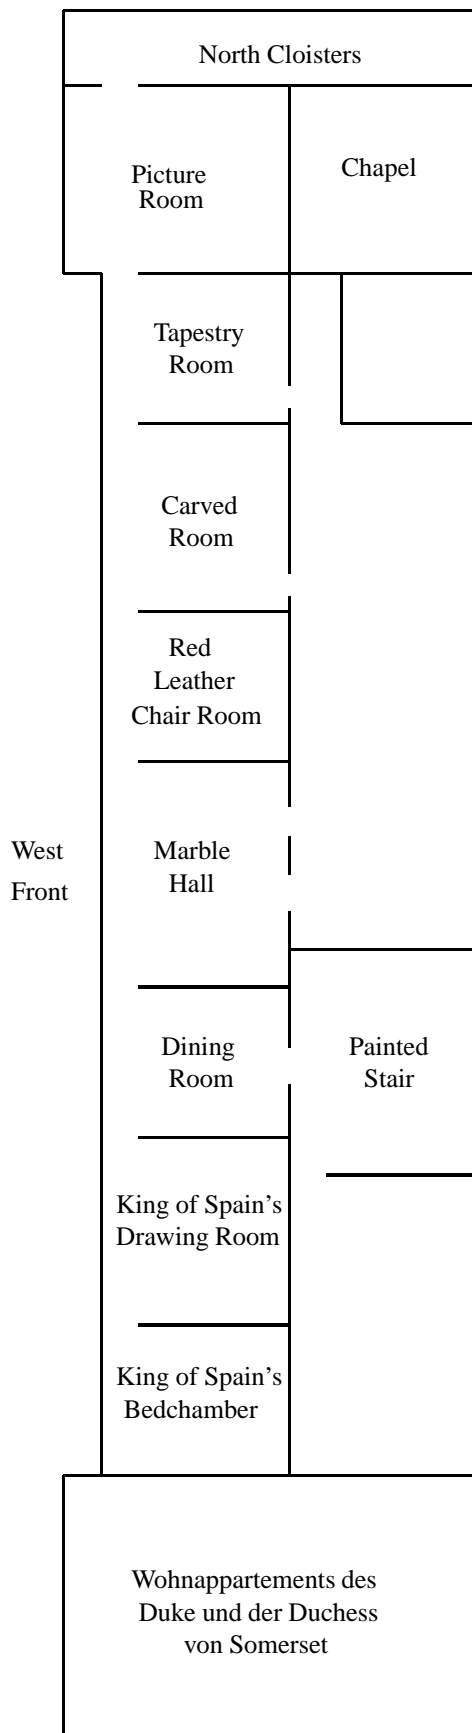 North Cloisters
Picture
Room
Chapel
Tapestry
Room
Carved
Room
Red
Leather
Chair Room
West
Front
Marble
Hall
Dining
Room
Painted
Stair
King of Spain's
Drawing Room
King of Spain's
Bedchamber
Wohnappartements des
Duke und der Duchess
von Somerset